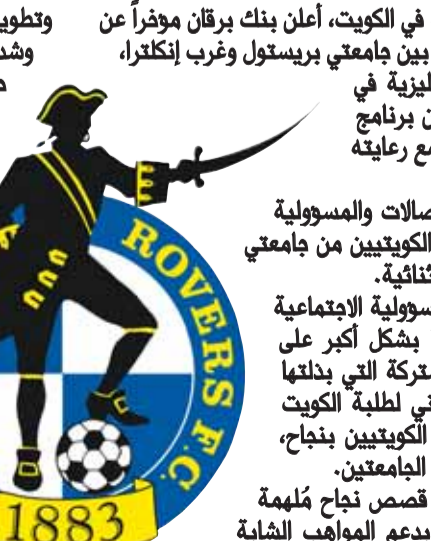 في الكويت، أعلن بنك برقان مؤخراً عن
بين جامعتي بريستول وغرب إنكلترا،
ليزية في
ن برنامج
مع رعايته
صالات والمسؤولية
الكويتيين من جامعتي
ثنائية.
سؤولية الاجتماعية
بشكل أكبر على
شتركة التي بذلتها
ني لطلبة الكويت
الكويتيين بنجاح،
الجامعتين.
قصص نجاح مُلهمة
بدعم المواهب الشابة
وتطوير
وشد
ROVERS F.C.
1883